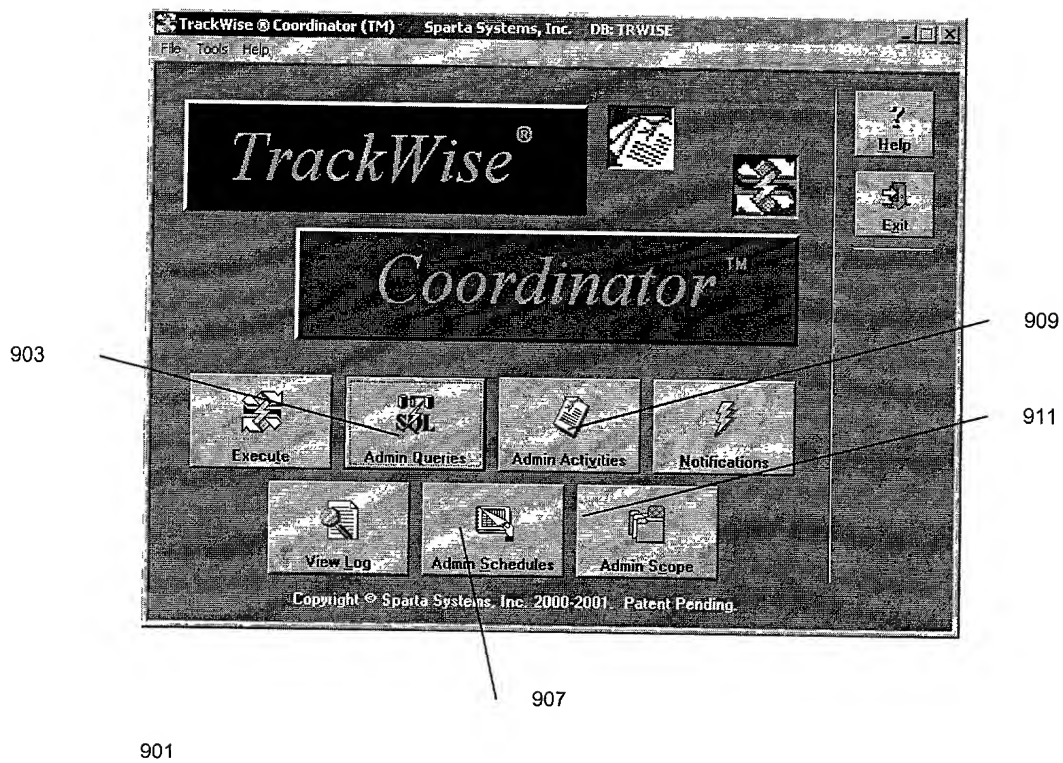 TrackWise ® Coordinator (TM) Sparta Systems, Inc. DB: TRWISE
File Tools Help
TrackWise®
Coordinator™
? Help
Exit
903
909
911
Execute
SQL
Admin Queries
Admin Activities
Notifications
View Log
Admin Schedules
Admin Scope
Copyright © Sparta Systems, Inc. 2000-2001. Patent Pending.
907
901